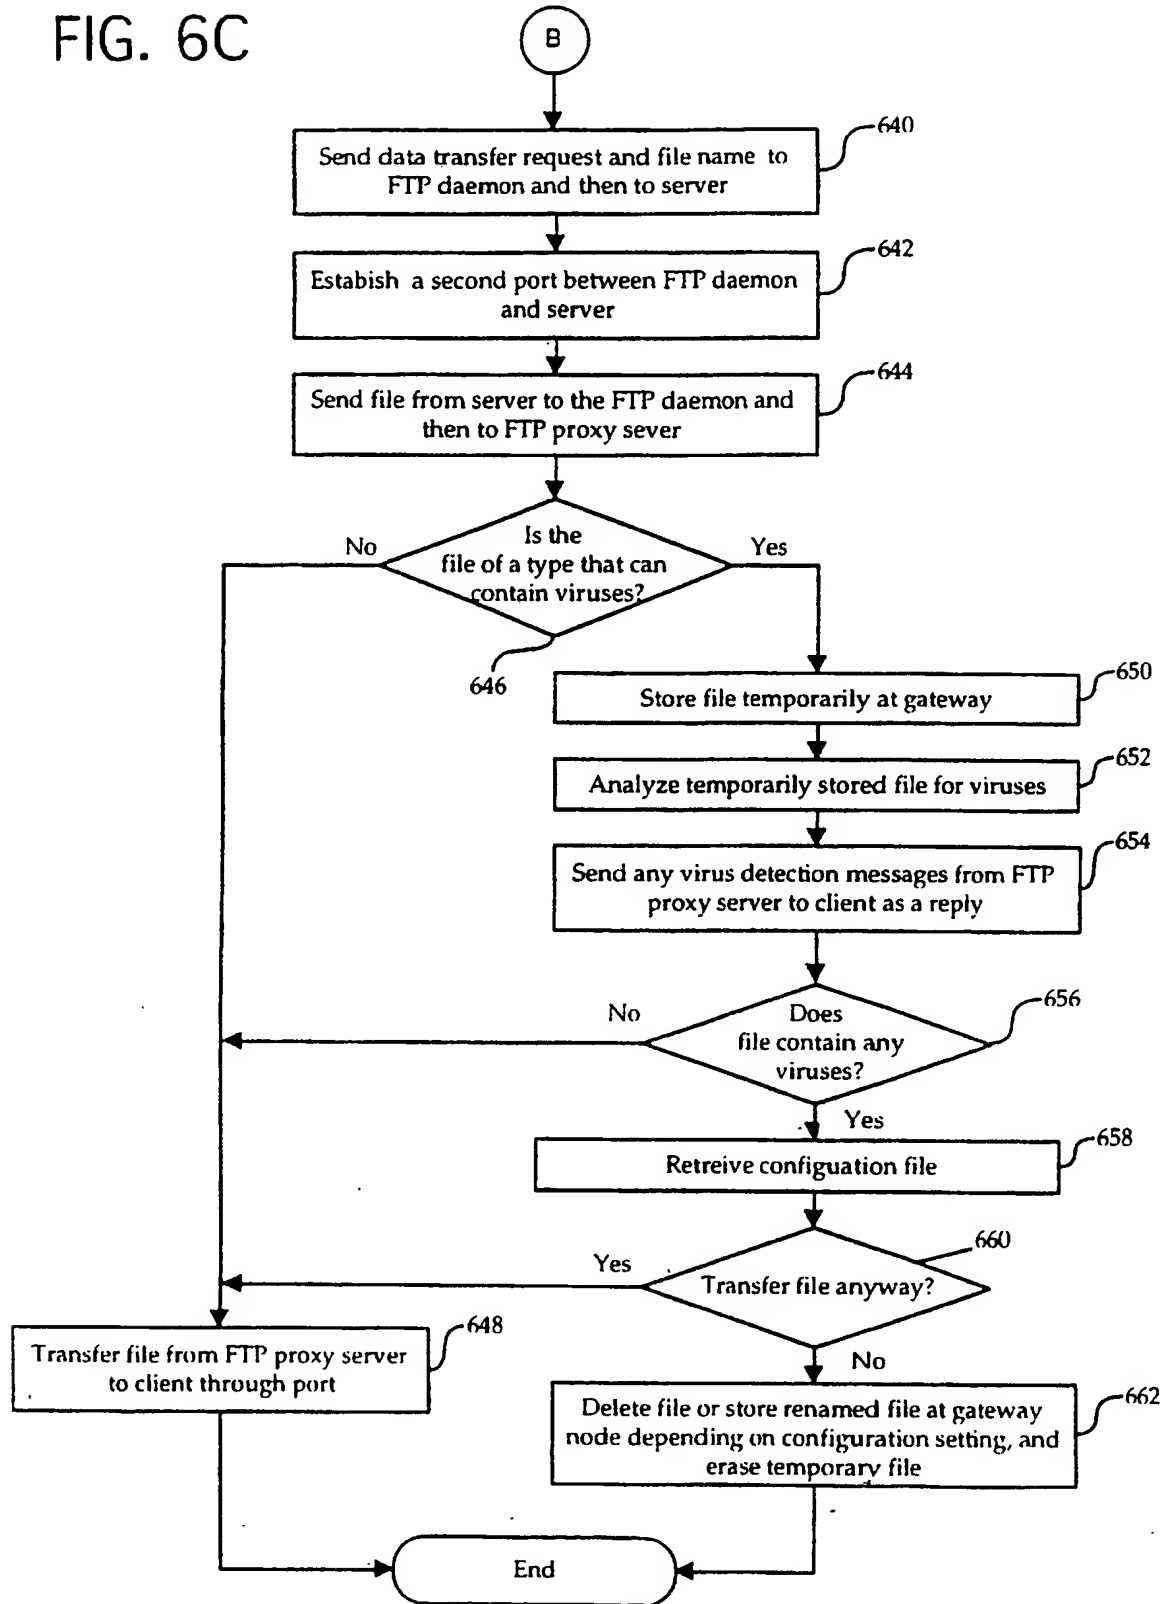 FIG. 6C
B
640
Send data transfer request and file name to
FTP daemon and then to server
642
Estabish a second port between FTP daemon
and server
644
Send file from server to the FTP daemon and
then to FTP proxy sever
No
Is the
file of a type that can
contain viruses?
Yes
646
650
Store file temporarily at gateway
652
Analyze temporarily stored file for viruses
654
Send any virus detection messages from FTP
proxy server to client as a reply
656
No
Does
file contain any
viruses?
Yes
658
Retreive configuation file
660
Yes
Transfer file anyway?
648
Transfer file from FTP proxy server
to client through port
No
662
Delete file or store renamed file at gateway
node depending on configuration setting, and
erase temporary file
End